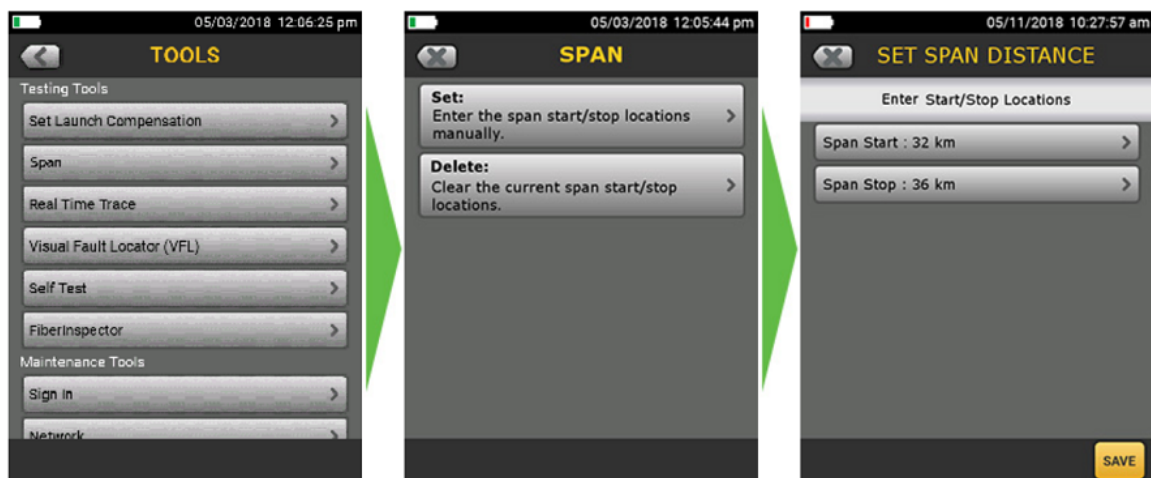 05/03/2018 12:06:25 pm
TOOLS
Testing Tools
Set Launch Compensation
Span
Real Time Trace
Visual Fault Locator (VFL)
Self Test
FiberInspector
Maintenance Tools
Sign In
Network
05/03/2018 12:05:44 pm
SPAN
Set:
Enter the span start/stop locations
manually.
Delete:
Clear the current span start/stop
locations.
05/11/2018 10:27:57 am
SET SPAN DISTANCE
Enter Start/Stop Locations
Span Start : 32 km
Span Stop : 36 km
SAVE